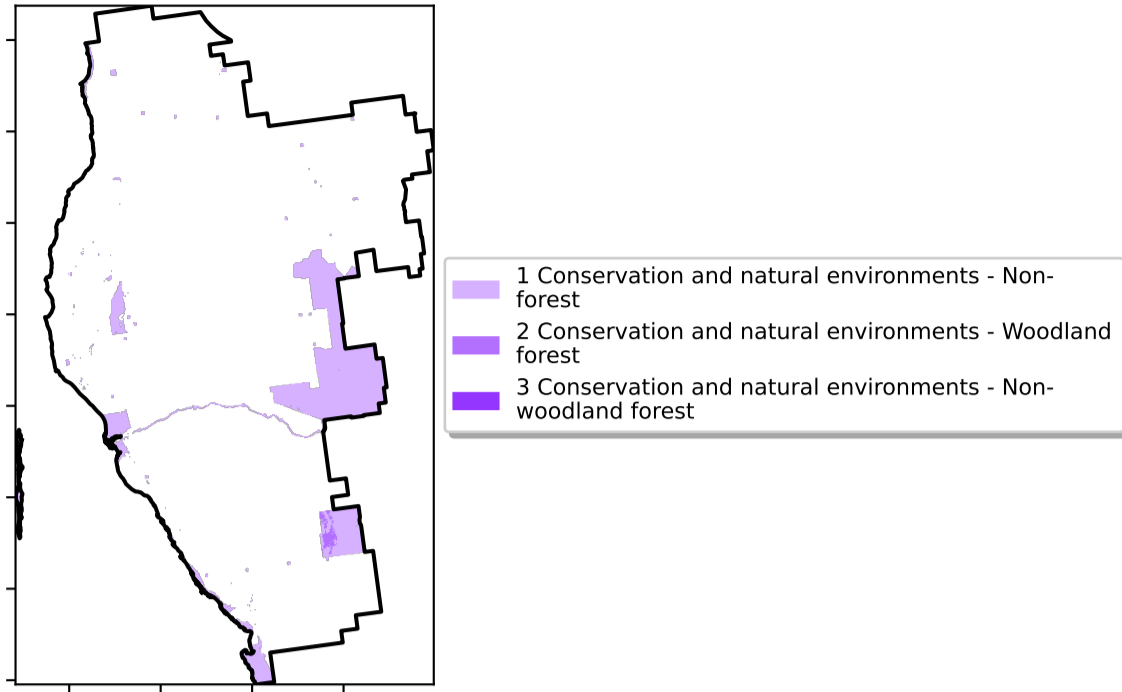 1 Conservation and natural environments - Non-
forest
2 Conservation and natural environments - Woodland
forest
3 Conservation and natural environments - Non-
woodland forest